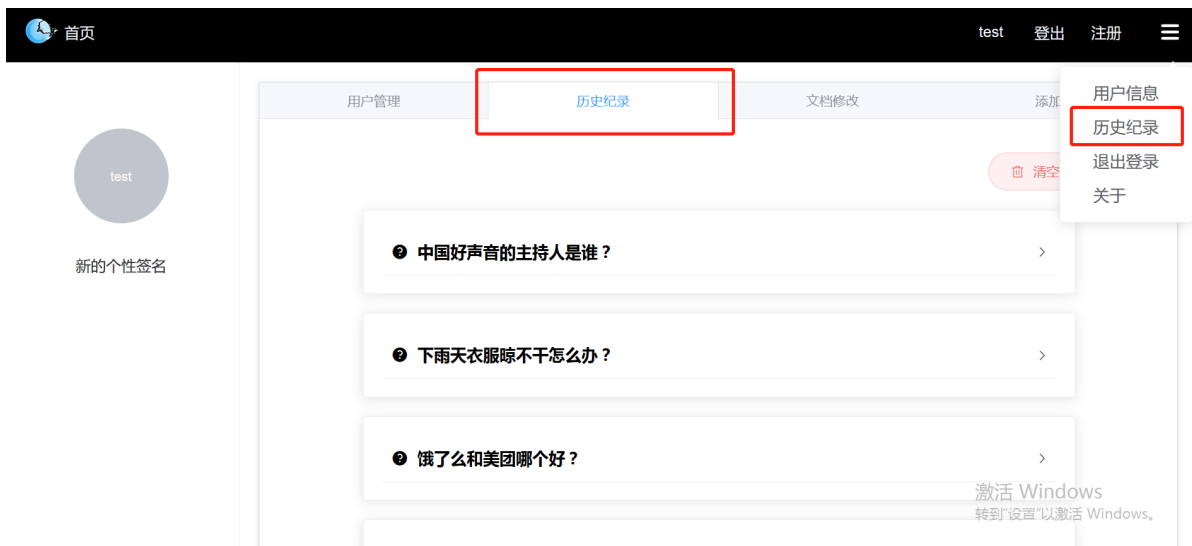 首页
test 登出 注册
用户管理 历史纪录 文档修改 添加
用户信息
历史纪录
退出登录
关于
test
新的个性签名
清空
中国好声音的主持人是谁？
下雨天衣服晾不干怎么办？
饿了么和美团哪个好？
激活 Windows
转到"设置"以激活 Windows。